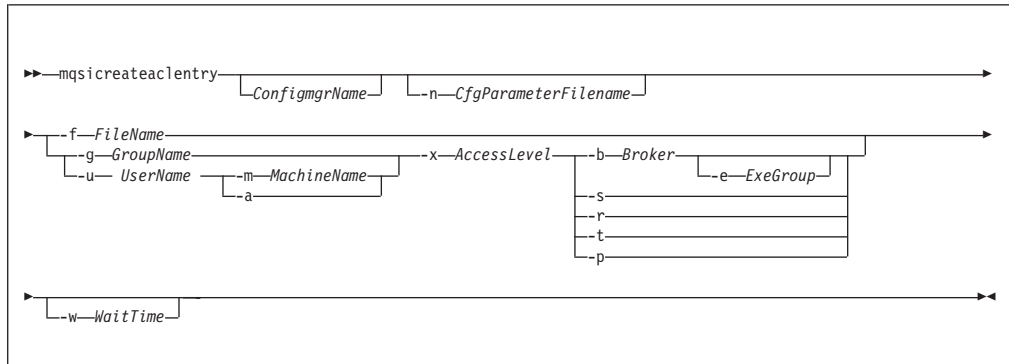 mqsicreateaclentry
ConfigmgrName -n CfgParameterFilename
-f FileName
-g GroupName -x AccessLevel -b Broker
-u UserName -m MachineName -e ExeGroup
-a -s
-r
-t
-p
-w WaitTime